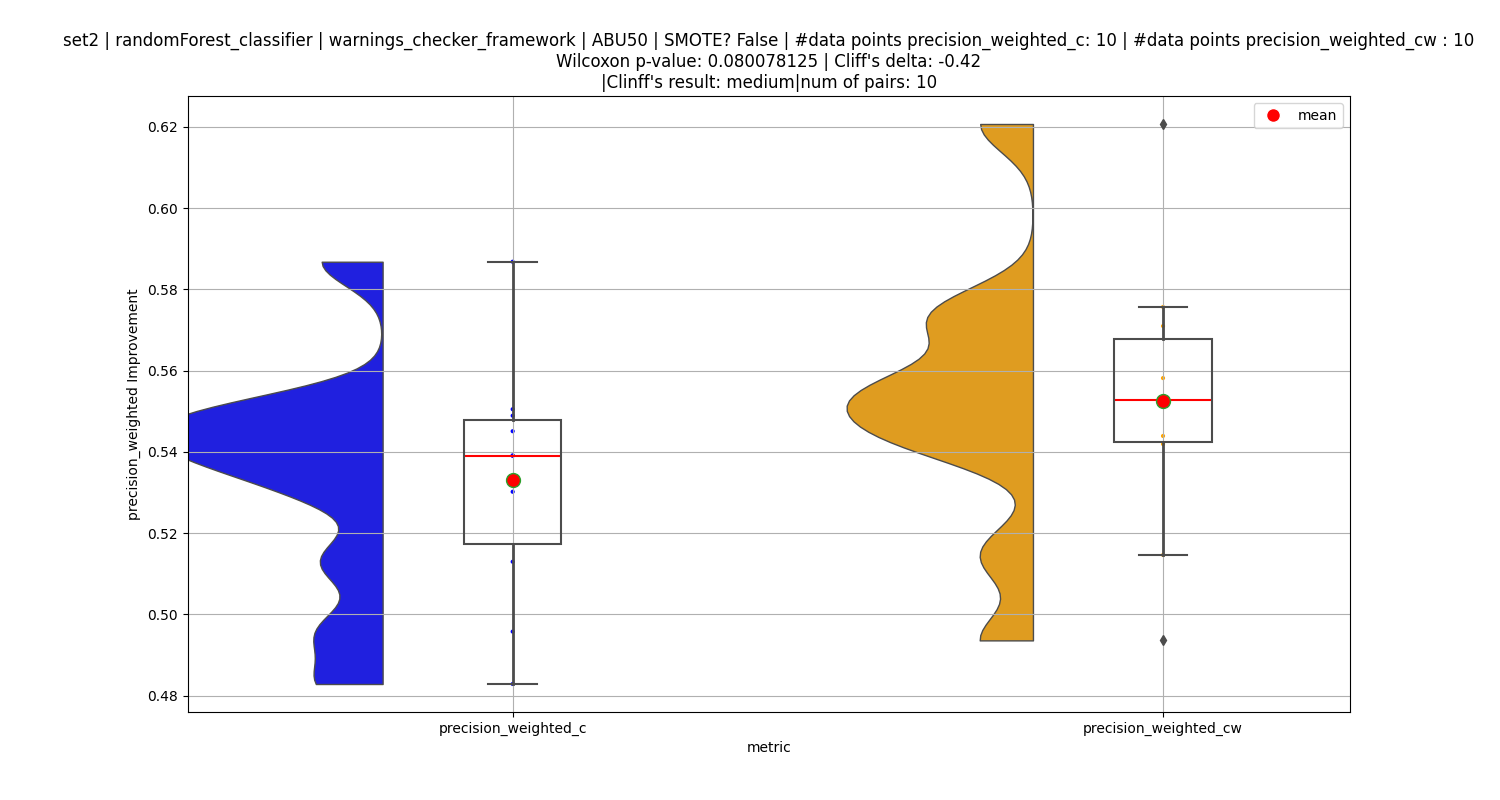 set2 | randomForest_classifier | warnings_checker_framework | ABU50 | SMOTE? False | #data points precision_weighted_c: 10 | #data points precision_weighted_cw : 10
Wilcoxon p-value: 0.080078125 | Cliff's delta: -0.42
|Clinff's result: medium|num of pairs: 10
mean
0.62
0.60
0.58
0.56
0.54
0.52
0.50
0.48
precision_weighted Improvement
precision_weighted_c
precision_weighted_cw
metric